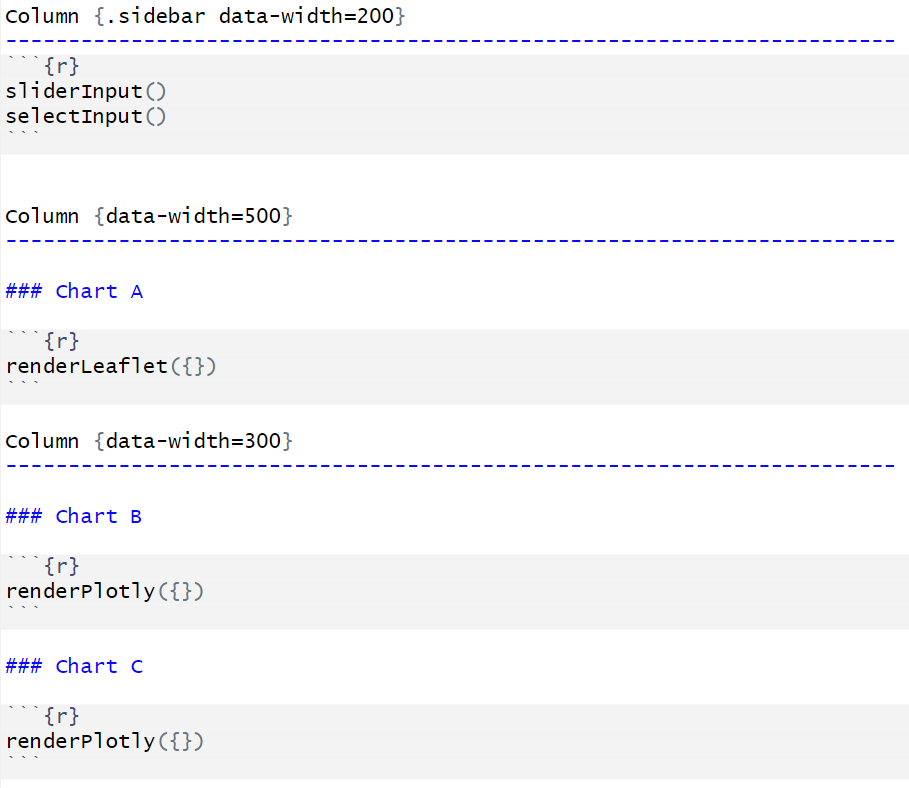 Column {.sidebar data-width=200}
-----------------------------------------------------------------------
```{r}
sliderInput()
selectInput()
```
Column {data-width=500}
-----------------------------------------------------------------------
### Chart A
```{r}
renderLeaflet({})
```
Column {data-width=300}
-----------------------------------------------------------------------
### Chart B
```{r}
renderPlotly({})
```
### Chart C
```{r}
renderPlotly({})
```